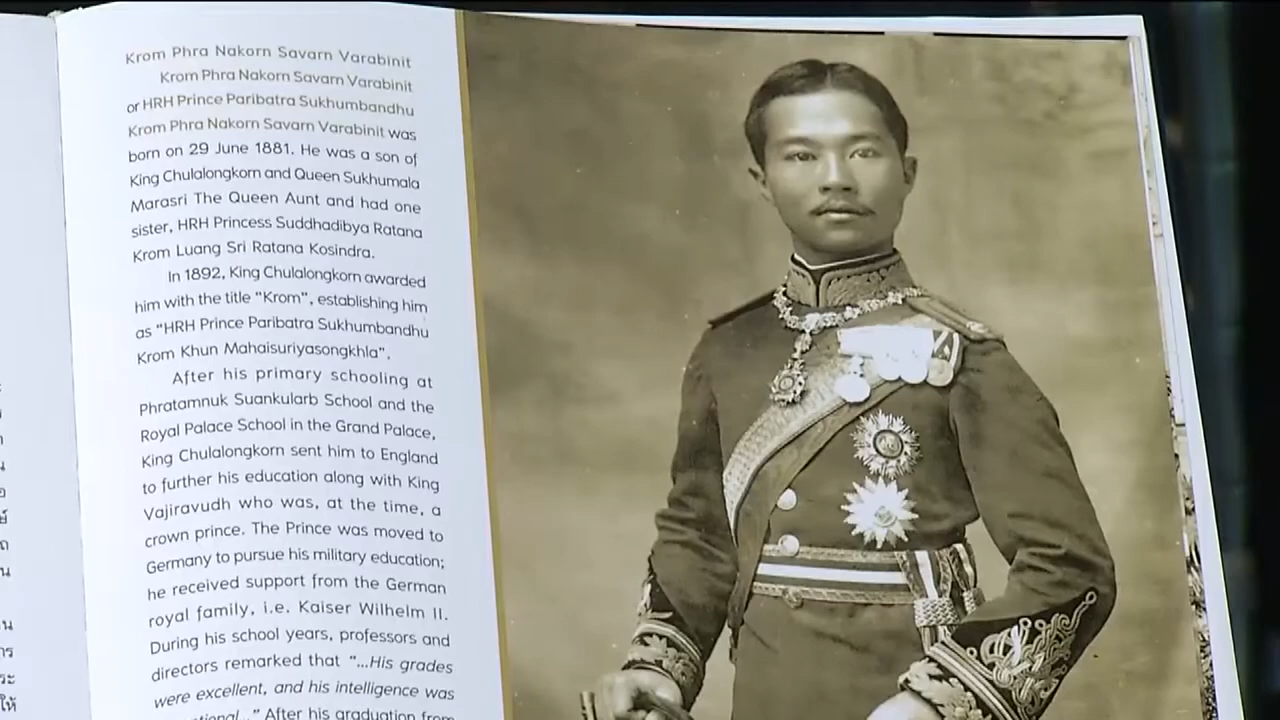 Krom Phra Nakorn Savarn Varabinit
Krom Phra Nakorn Savarn Varabinit
or HRH Prince Paribatra Sukhumbandhu
Krom Phra Nakorn Savarn Varabinit was
born on 29 June 1881. He was a son of
King Chulalongkorn and Queen Sukhumala
Marasri The Queen Aunt and had one
sister, HRH Princess Suddhadibya Ratana
Krom Luang Sri Ratana Kosindra.
In 1892, King Chulalongkorn awarded
him with the title "Krom", establishing him
as "HRH Prince Paribatra Sukhumbandhu
Krom Khun Mahaisuriyasongkhla".
After his primary schooling at
Phratamnuk Suankularb School and the
Royal Palace School in the Grand Palace,
King Chulalongkorn sent him to England
to further his education along with King
Vajiravudh who was, at the time, a
crown prince. The Prince was moved to
Germany to pursue his military education;
he received support from the German
royal family, i.e. Kaiser Wilhelm II.
During his school years, professors and
directors remarked that "...His grades
were excellent, and his intelligence was
After his graduation from